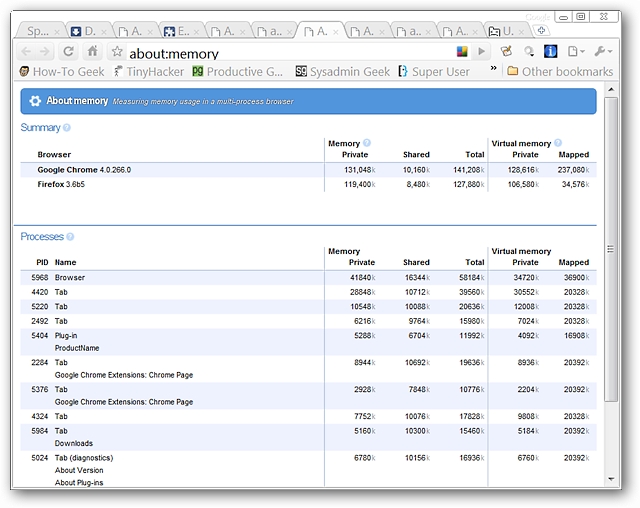 Sp... D. A. E. A. a.. A. A. a.. A. U.
about:memory
How-To Geek TinyHacker Productive G... Sysadmin Geek Super User » Other bookmarks
About memory Measuring memory usage in a multi-process browser
Summary ?
Memory ? Virtual memory ?
Browser Private Shared Total Private Mapped
Google Chrome 4.0.266.0 131,048k 10,160k 141,208k 128,616k 237,080k
Firefox 3.6b5 119,400k 8,480k 127,880k 106,580k 34,576k
Processes ?
Memory Virtual memory
PID Name Private Shared Total Private Mapped
5968 Browser 41840k 16344k 58184k 34720k 36900k
4420 Tab 28848k 10712k 39560k 30552k 20328k
5220 Tab 10548k 10088k 20636k 12008k 20328k
2492 Tab 6216k 9764k 15980k 7024k 20328k
5404 Plug-in 5288k 6704k 11992k 4092k 16908k
ProductName
2284 Tab 8944k 10692k 19636k 8936k 20392k
Google Chrome Extensions: Chrome Page
5376 Tab 2928k 7848k 10776k 2204k 20392k
Google Chrome Extensions: Chrome Page
4324 Tab 7752k 10076k 17828k 9808k 20328k
5984 Tab 5160k 10300k 15460k 5184k 20392k
Downloads
5024 Tab (diagnostics) 6780k 10156k 16936k 6760k 20392k
About Version
About Plug-ins